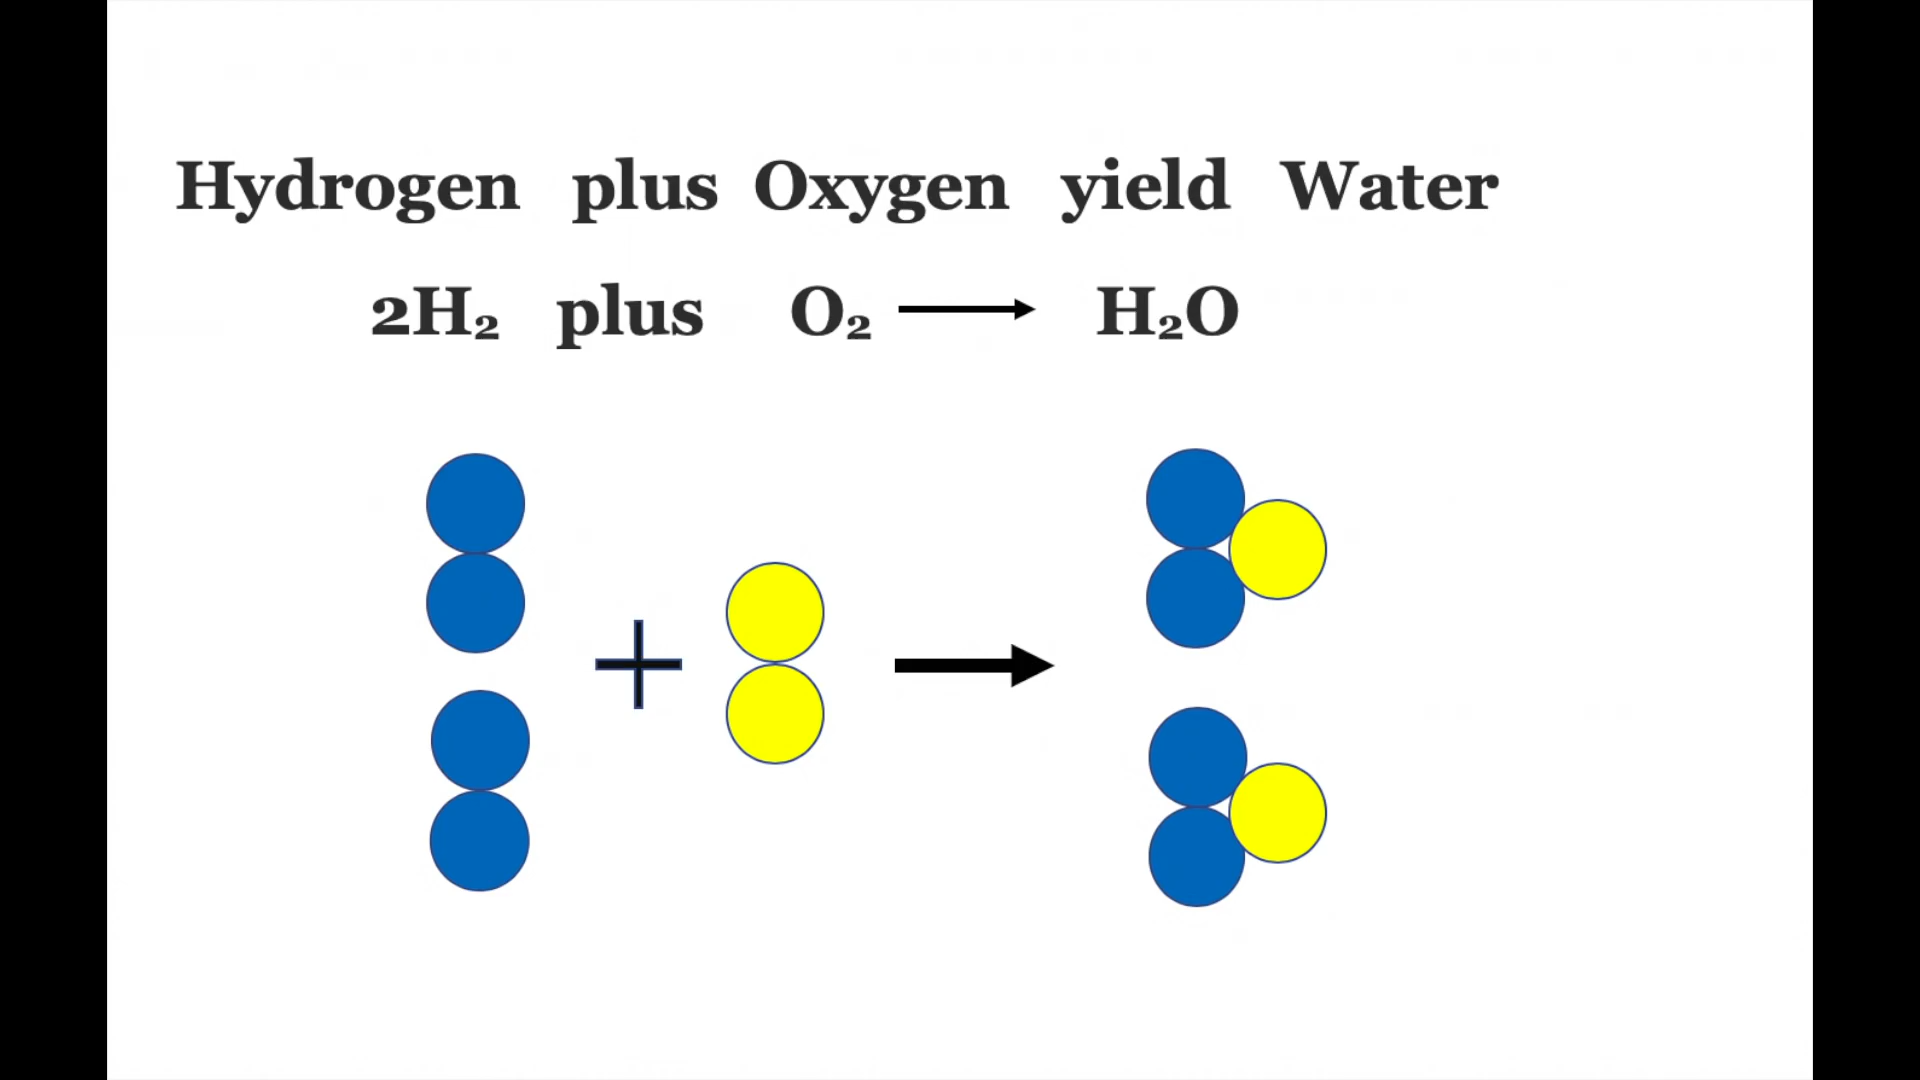 Hydrogen plus Oxygen yield Water
2H₂ plus O₂ ⟶ H₂O